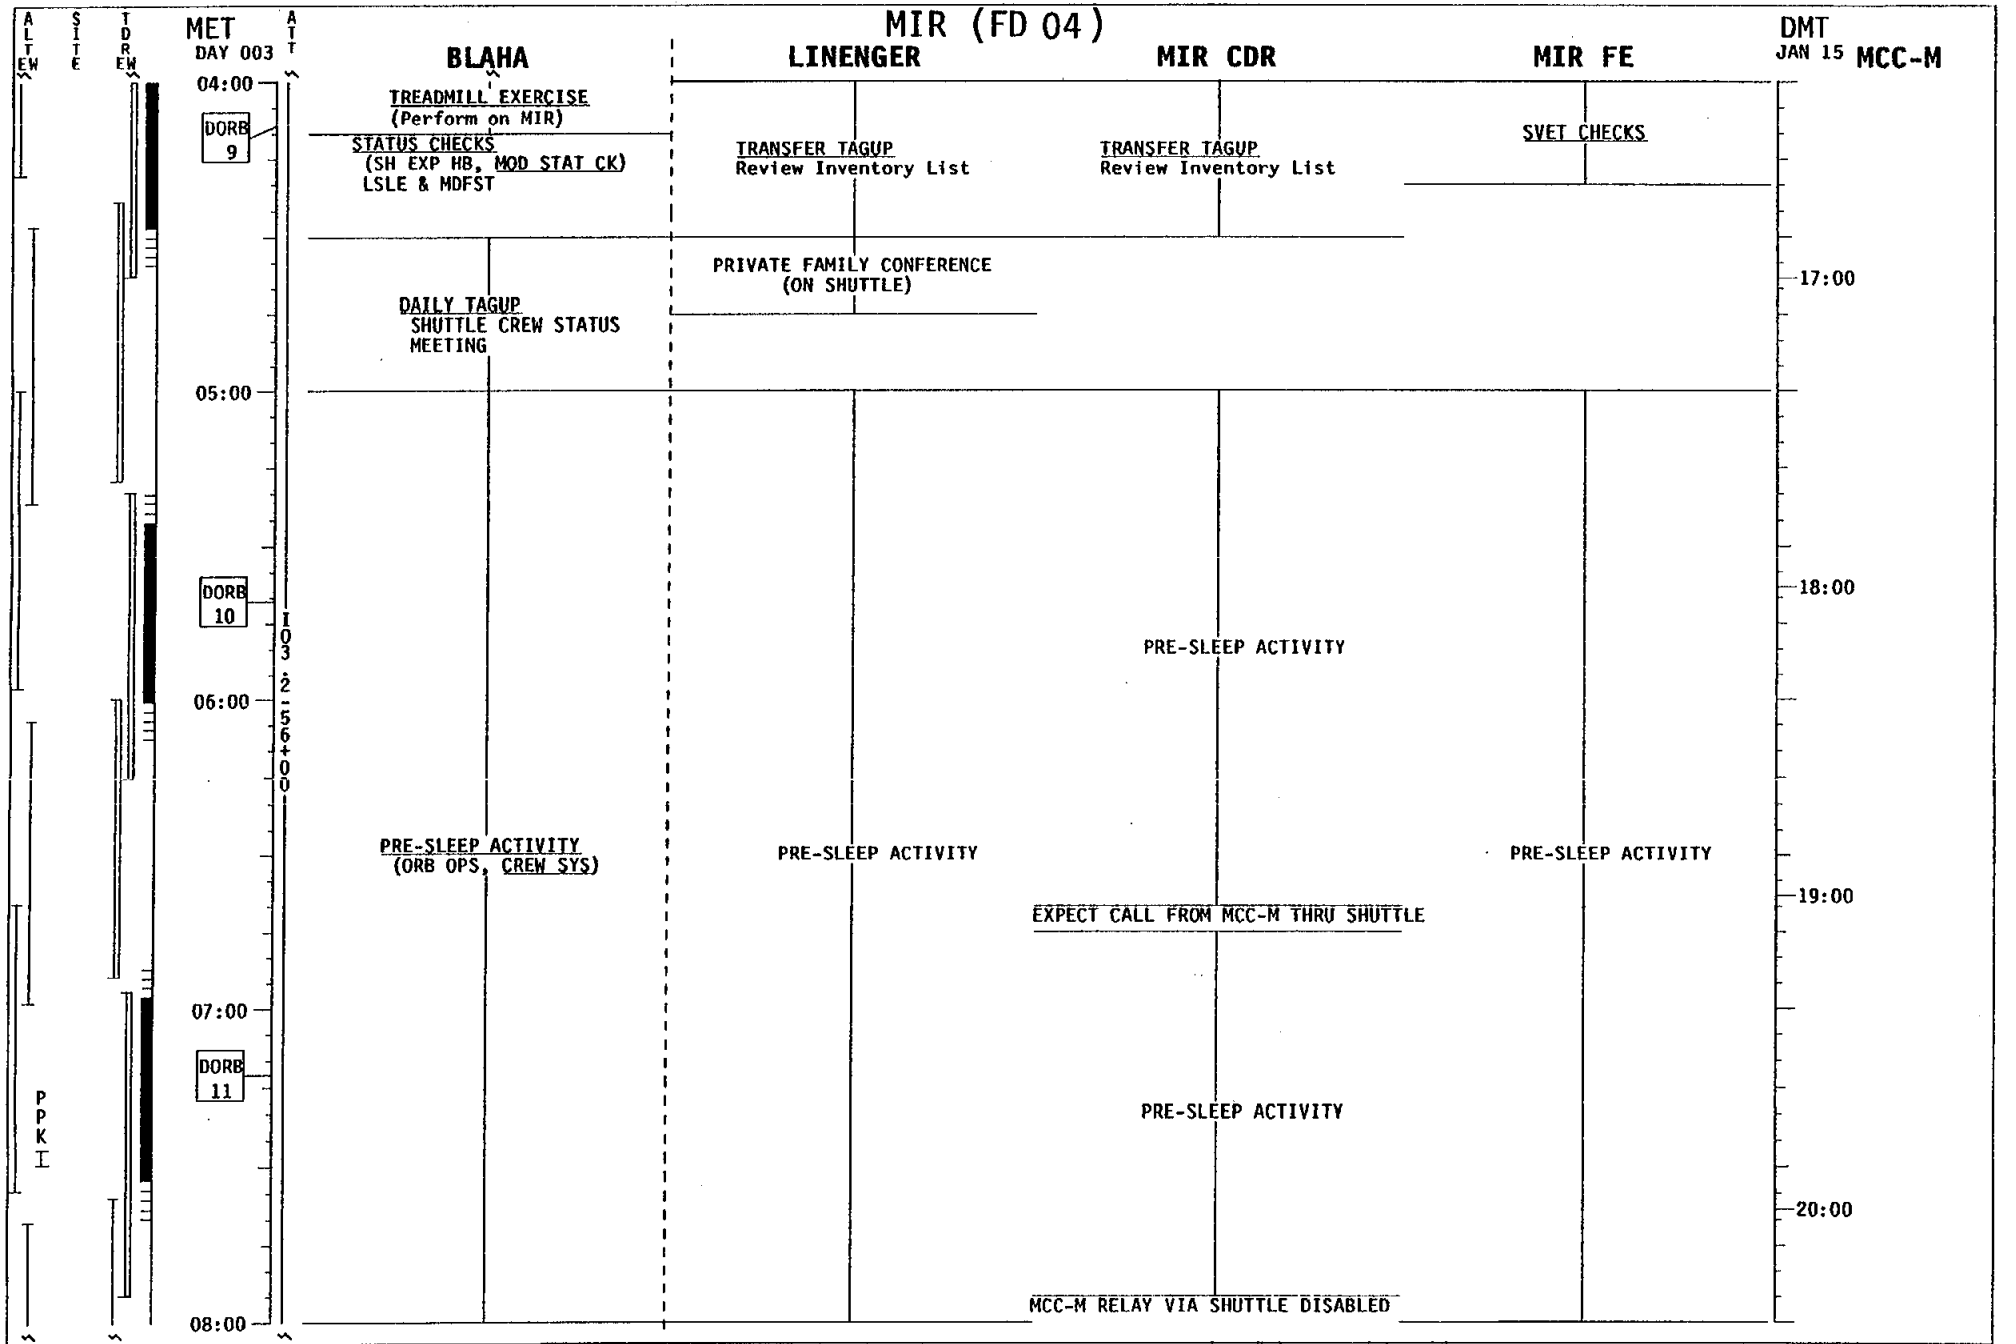 MIR (FD 04)
ALT
EW
SITE
TDR
EW
MET
DAY 003
ATT
BLAHA
LINENGER
MIR CDR
MIR FE
DMT
JAN 15
MCC-M
04:00
DORB
9
TREADMILL EXERCISE
(Perform on MIR)
STATUS CHECKS
(SH EXP HB, MOD STAT CK)
LSLE & MDFST
TRANSFER TAGUP
Review Inventory List
TRANSFER TAGUP
Review Inventory List
SVET CHECKS
PRIVATE FAMILY CONFERENCE
(ON SHUTTLE)
17:00
DAILY TAGUP
SHUTTLE CREW STATUS
MEETING
05:00
DORB
10
18:00
I03.2-56+00
PRE-SLEEP ACTIVITY
06:00
PRE-SLEEP ACTIVITY
(ORB OPS, CREW SYS)
PRE-SLEEP ACTIVITY
PRE-SLEEP ACTIVITY
19:00
EXPECT CALL FROM MCC-M THRU SHUTTLE
07:00
DORB
11
PPK
PRE-SLEEP ACTIVITY
20:00
MCC-M RELAY VIA SHUTTLE DISABLED
08:00